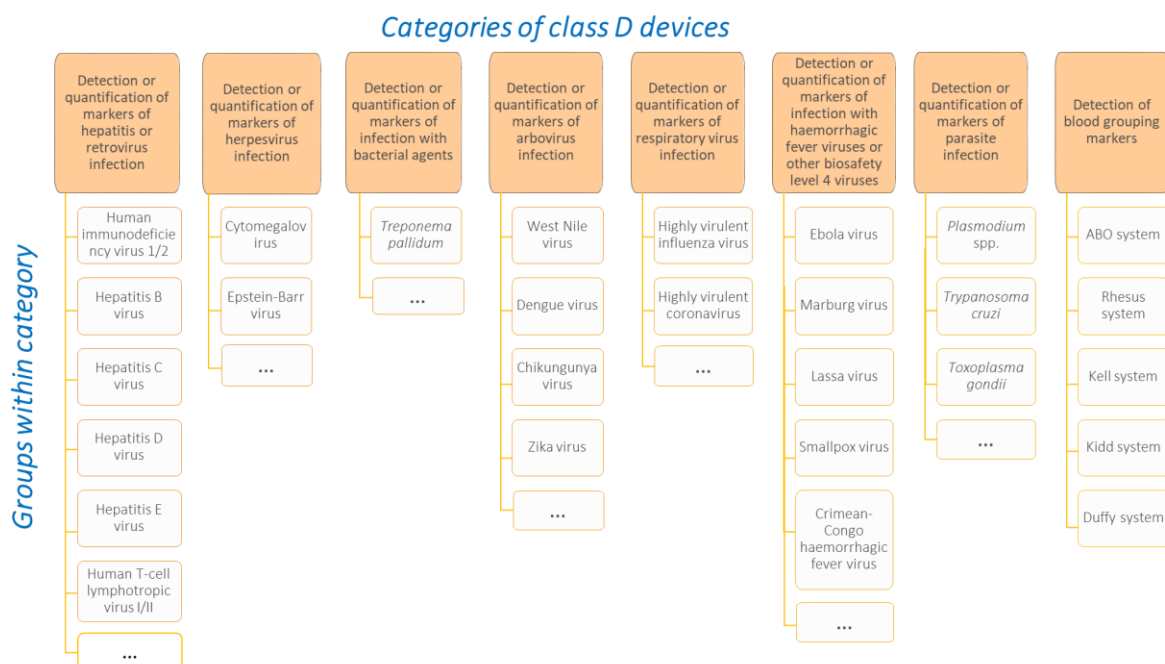 Categories of class D devices
Groups within category
Detection or
quantification of
markers of
hepatitis or
retrovirus
infection
Human
immunodeficie
ncy virus 1/2
Hepatitis B
virus
Hepatitis C
virus
Hepatitis D
virus
Hepatitis E
virus
Human T-cell
lymphotropic
virus I/II
...
Detection or
quantification of
markers of
herpesvirus
infection
Cytomegalov
irus
Epstein-Barr
virus
...
Detection or
quantification of
markers of
infection with
bacterial agents
Treponema
pallidum
...
Detection or
quantification of
markers of
arbovirus
infection
West Nile
virus
Dengue virus
Chikungunya
virus
Zika virus
...
Detection or
quantification of
markers of
respiratory virus
infection
Highly virulent
influenza virus
Highly virulent
coronavirus
...
Detection or
quantification of
markers of
infection with
haemorrhagic
fever viruses or
other biosafety
level 4 viruses
Ebola virus
Marburg virus
Lassa virus
Smallpox virus
Crimean-
Congo
haemorrhagic
fever virus
...
Detection or
quantification of
markers of
parasite
infection
Plasmodium
spp.
Trypanosoma
cruzi
Toxoplasma
gondii
...
Detection of
blood grouping
markers
ABO system
Rhesus
system
Kell system
Kidd system
Duffy system